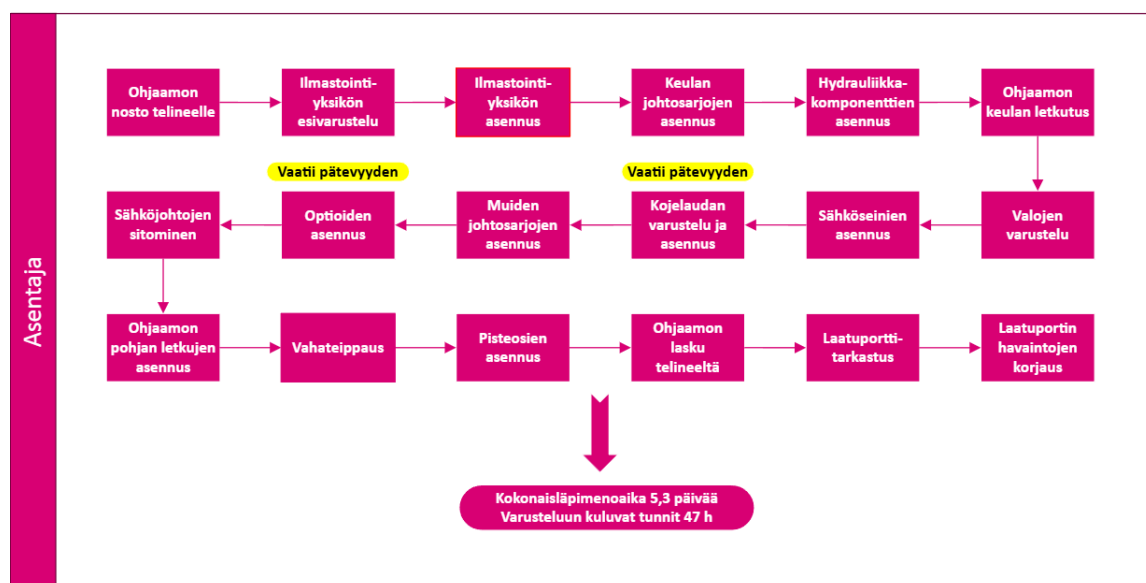 Asentaja
Ohjaamon
nosto telineelle
Ilmastointi-
yksikön
esivarustelu
Ilmastointi-
yksikön
asennus
Keulan
johtosarjojen
asennus
Hydrauliikka-
komponenttien
asennus
Ohjaamon
keulan letkutus
Valojen
varustelu
Sähköseinien
asennus
Vaatii pätevyyden
Kojelaudan
varustelu ja
asennus
Muiden
johtosarjojen
asennus
Vaatii pätevyyden
Optioiden
asennus
Sähköjohtojen
sitominen
Ohjaamon
pohjan letkujen
asennus
Vahateippaus
Pisteosien
asennus
Ohjaamon
lasku
telineeltä
Laatuportti-
tarkastus
Laatuportin
havaintojen
korjaus
Kokonaisläpimenoaika 5,3 päivää
Varusteluun kuluvat tunnit 47 h